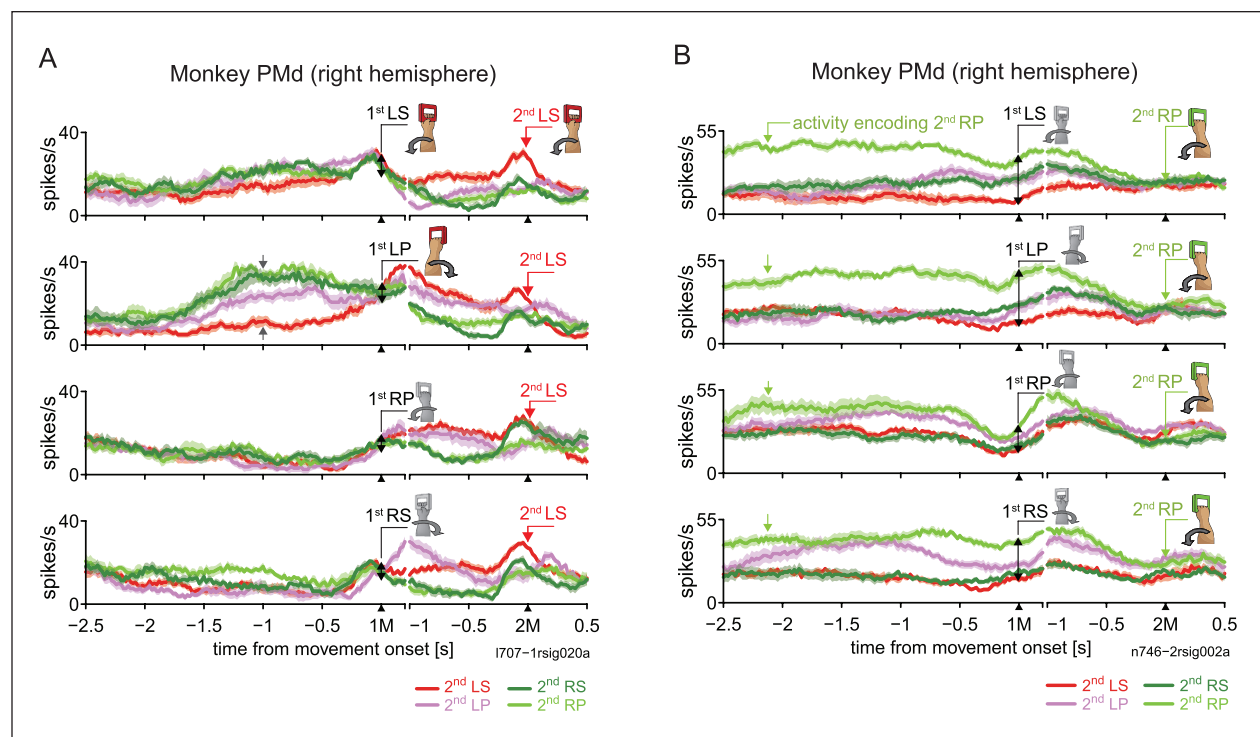 A
Monkey PMd (right hemisphere)
40
0
spikes/s
1st LS
2nd LS
40
0
spikes/s
1st LP
2nd LS
40
0
spikes/s
1st RP
2nd LS
40
0
spikes/s
1st RS
2nd LS
−2.5 −2 −1.5 −1 −0.5 1M −1 −0.5 2M 0.5
time from movement onset [s]
l707−1rsig020a
2nd LS 2nd RS
2nd LP 2nd RP
B
Monkey PMd (right hemisphere)
55
0
spikes/s
activity encoding 2nd RP
1st LS
2nd RP
55
0
spikes/s
1st LP
2nd RP
55
0
spikes/s
1st RP
2nd RP
55
0
spikes/s
1st RS
2nd RP
−2.5 −2 −1.5 −1 −0.5 1M −1 −0.5 2M 0.5
time from movement onset [s]
n746−2rsig002a
2nd LS 2nd RS
2nd LP 2nd RP